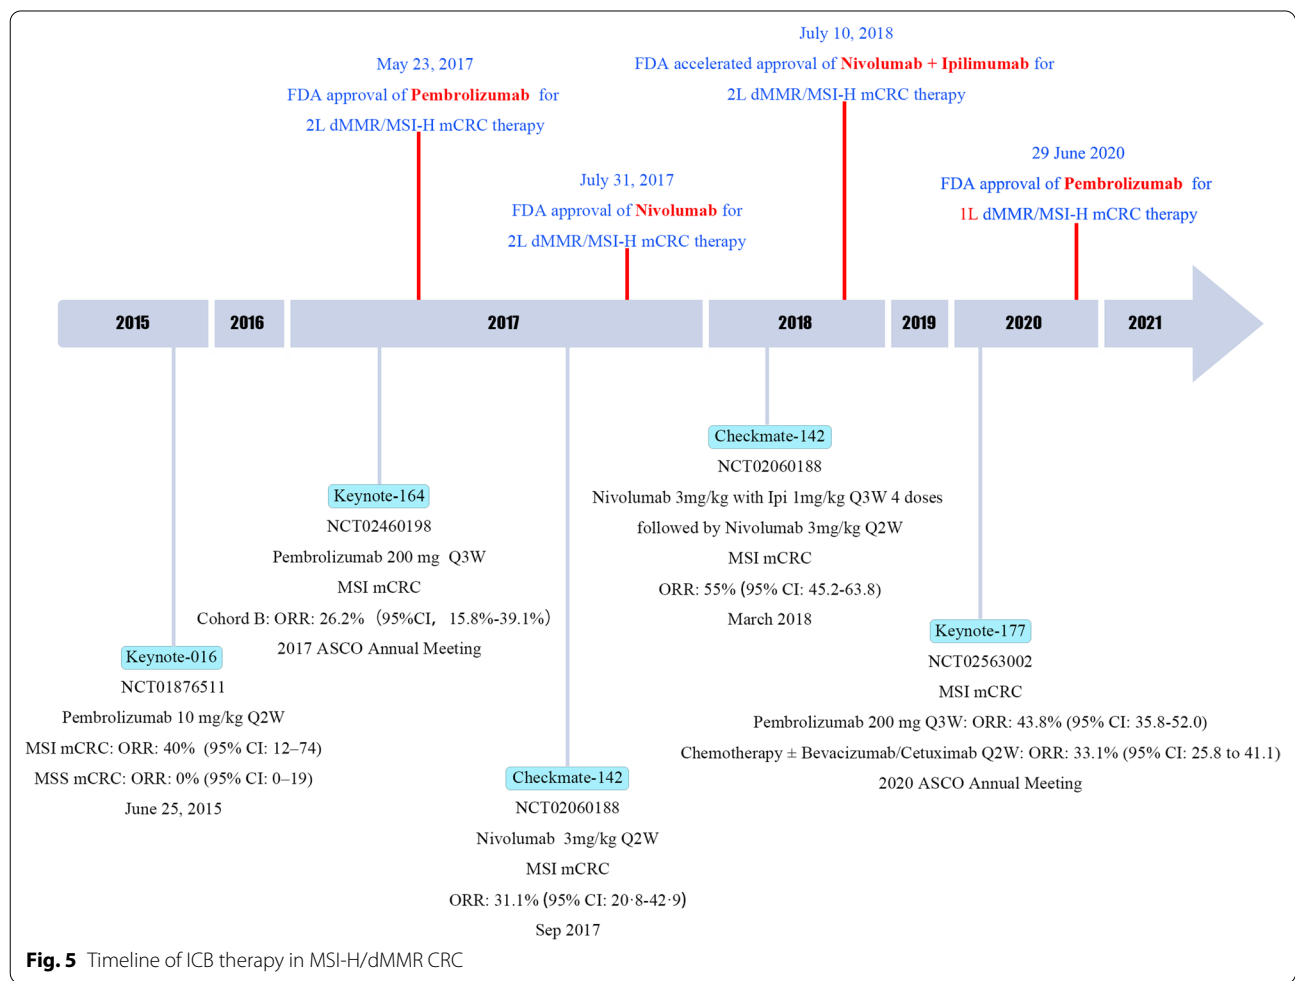 May 23, 2017
FDA approval of Pembrolizumab for
2L dMMR/MSI-H mCRC therapy
July 31, 2017
FDA approval of Nivolumab for
2L dMMR/MSI-H mCRC therapy
July 10, 2018
FDA accelerated approval of Nivolumab + Ipilimumab for
2L dMMR/MSI-H mCRC therapy
29 June 2020
FDA approval of Pembrolizumab for
1L dMMR/MSI-H mCRC therapy
2015
2016
2017
2018
2019
2020
2021
Keynote-016
NCT01876511
Pembrolizumab 10 mg/kg Q2W
MSI mCRC: ORR: 40% (95% CI: 12–74)
MSS mCRC: ORR: 0% (95% CI: 0–19)
June 25, 2015
Keynote-164
NCT02460198
Pembrolizumab 200 mg Q3W
MSI mCRC
Cohord B: ORR: 26.2%（95%CI，15.8%-39.1%）
2017 ASCO Annual Meeting
Checkmate-142
NCT02060188
Nivolumab 3mg/kg Q2W
MSI mCRC
ORR: 31.1% (95% CI: 20·8-42·9)
Sep 2017
Checkmate-142
NCT02060188
Nivolumab 3mg/kg with Ipi 1mg/kg Q3W 4 doses
followed by Nivolumab 3mg/kg Q2W
MSI mCRC
ORR: 55% (95% CI: 45.2-63.8)
March 2018
Keynote-177
NCT02563002
MSI mCRC
Pembrolizumab 200 mg Q3W: ORR: 43.8% (95% CI: 35.8-52.0)
Chemotherapy ± Bevacizumab/Cetuximab Q2W: ORR: 33.1% (95% CI: 25.8 to 41.1)
2020 ASCO Annual Meeting
Fig. 5 Timeline of ICB therapy in MSI-H/dMMR CRC